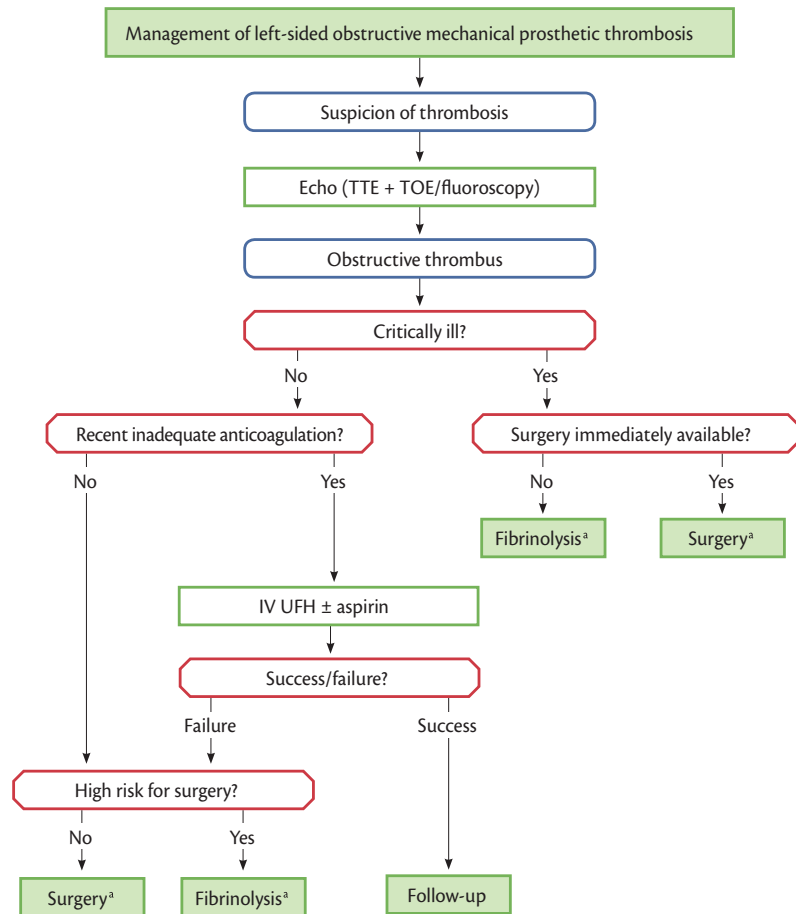 Management of left-sided obstructive mechanical prosthetic thrombosis
Suspicion of thrombosis
Echo (TTE + TOE/fluoroscopy)
Obstructive thrombus
Critically ill?
No
Yes
Recent inadequate anticoagulation?
Surgery immediately available?
No
Yes
No
Yes
Fibrinolysisᵃ
Surgeryᵃ
IV UFH ± aspirin
Success/failure?
Failure
Success
High risk for surgery?
No
Yes
Surgeryᵃ
Fibrinolysisᵃ
Follow-up